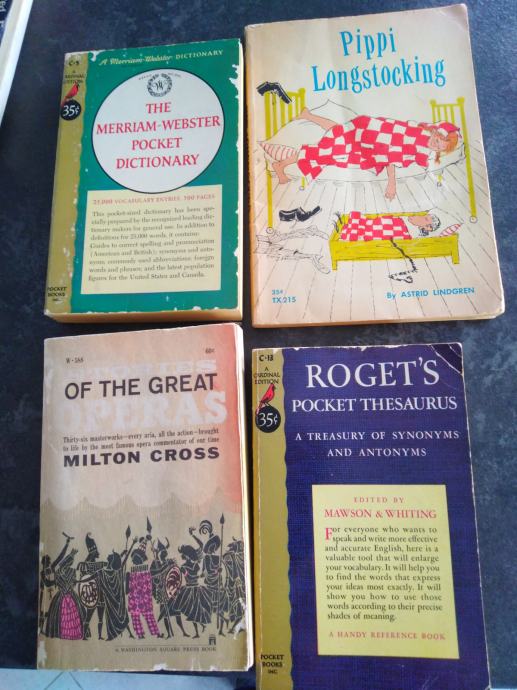 C-5
A Merriam-Webster DICTIONARY
A
CARDINAL
EDITION
35¢
THE
MERRIAM-WEBSTER
POCKET
DICTIONARY
25,000 VOCABULARY ENTRIES. 500 PAGES
This pocket-sized dictionary has been spe-
cially prepared by the recognized leading dic-
tionary makers for general use. In addition to
definitions for 25,000 words, it contains:
Guides to correct spelling and pronunciation
(American and British); synonyms and anto-
nyms; commonly used abbreviations; foreign
words and phrases; and the latest population
figures for the United States and Canada.
POCKET
BOOKS
INC.
Pippi
Longstocking
35¢
TX 215
By ASTRID LINDGREN
W•588
60¢
STORIES
OF THE GREAT
OPERAS
Thirty-six masterworks—every aria, all the action—brought
to life by the most famous opera commentator of our time
MILTON CROSS
A WASHINGTON SQUARE PRESS BOOK
C-13
A
CARDINAL
EDITION
35¢
ROGET'S
POCKET THESAURUS
A TREASURY OF SYNONYMS
AND ANTONYMS
EDITED BY
MAWSON & WHITING
For everyone who wants to
speak and write more effective
and accurate English, here is a
valuable tool that will enlarge
your vocabulary. It will help you
to find the words that express
your ideas most exactly. It will
show you how to use those
words according to their precise
shades of meaning.
A HANDY REFERENCE BOOK
POCKET
BOOKS
INC.